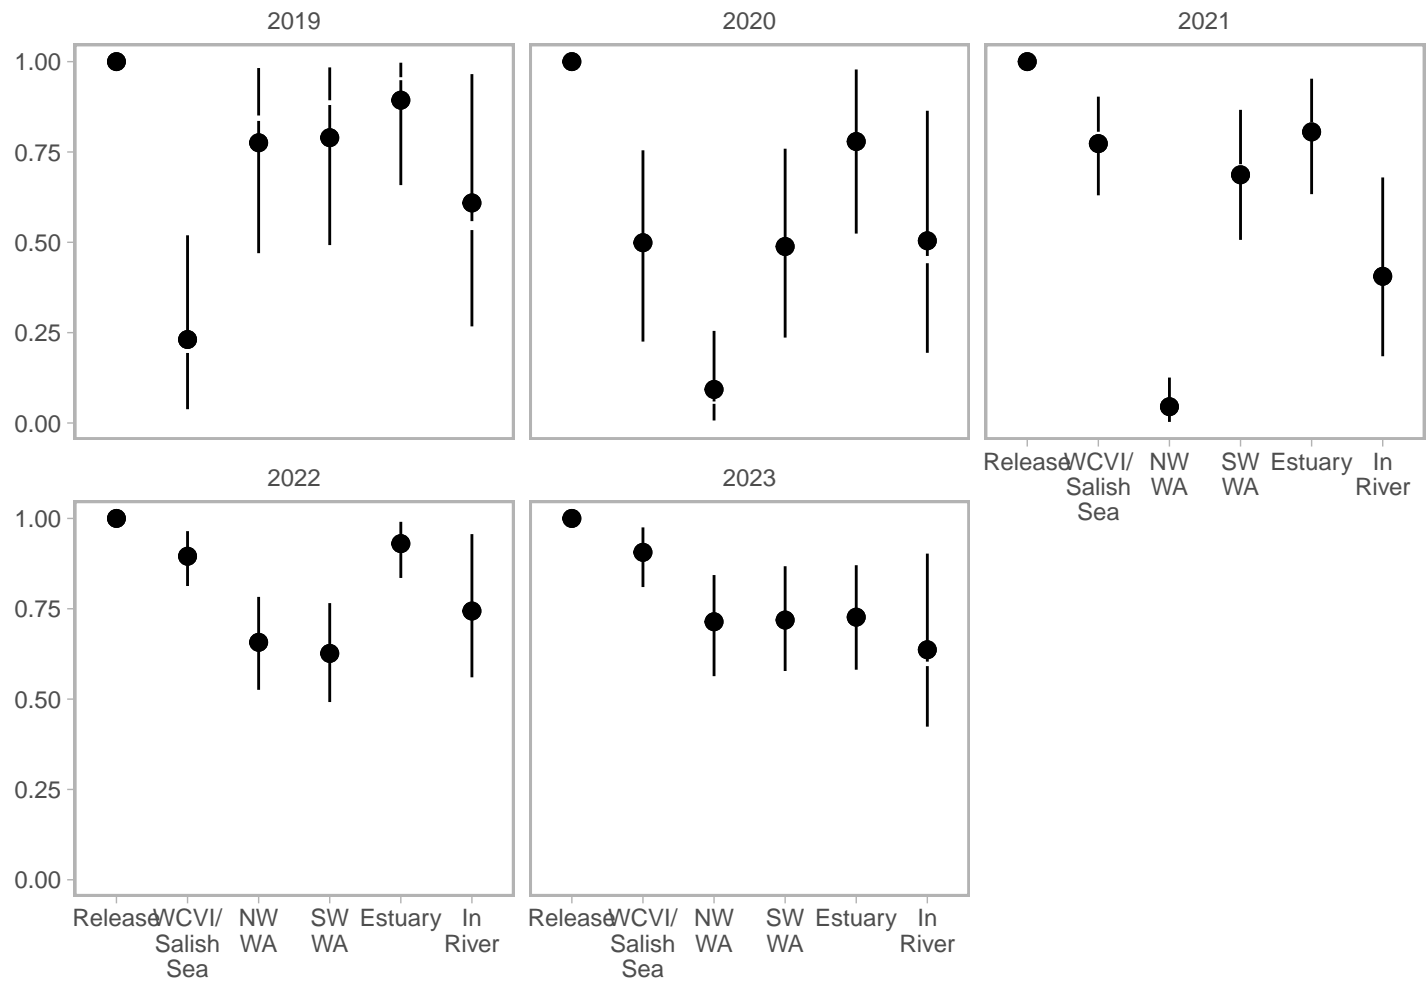 2019 2020 2021
1.00
0.75
0.50
0.25
0.00
Release WCVI/ NW SW Estuary In
Salish WA WA River
Sea
2022 2023
1.00
0.75
0.50
0.25
0.00
Release WCVI/ NW SW Estuary In Release WCVI/ NW SW Estuary In
Salish WA WA River Salish WA WA River
Sea Sea